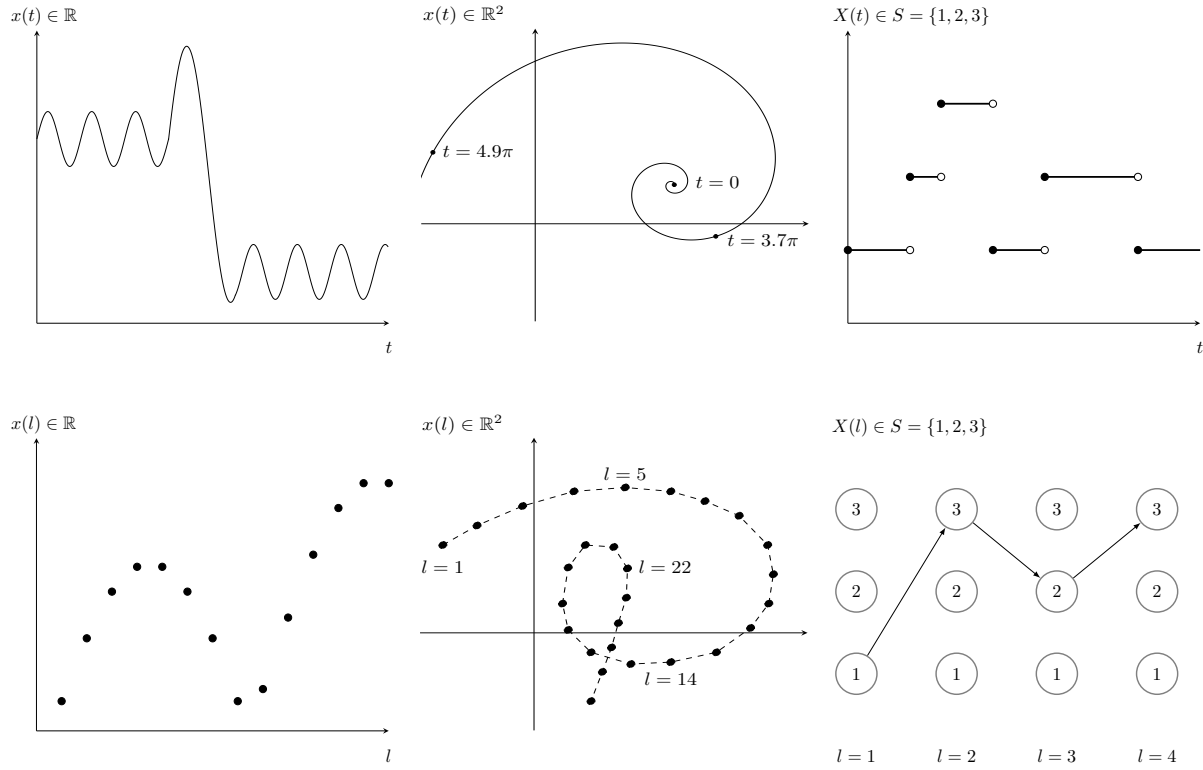 x(t) ∈ ℝ
t
x(t) ∈ ℝ²
t = 4.9π
t = 0
t = 3.7π
X(t) ∈ S = {1, 2, 3}
t
x(l) ∈ ℝ
l
x(l) ∈ ℝ²
l = 5
l = 1
l = 22
l = 14
X(l) ∈ S = {1, 2, 3}
3 3 3 3
2 2 2 2
1 1 1 1
l = 1 l = 2 l = 3 l = 4